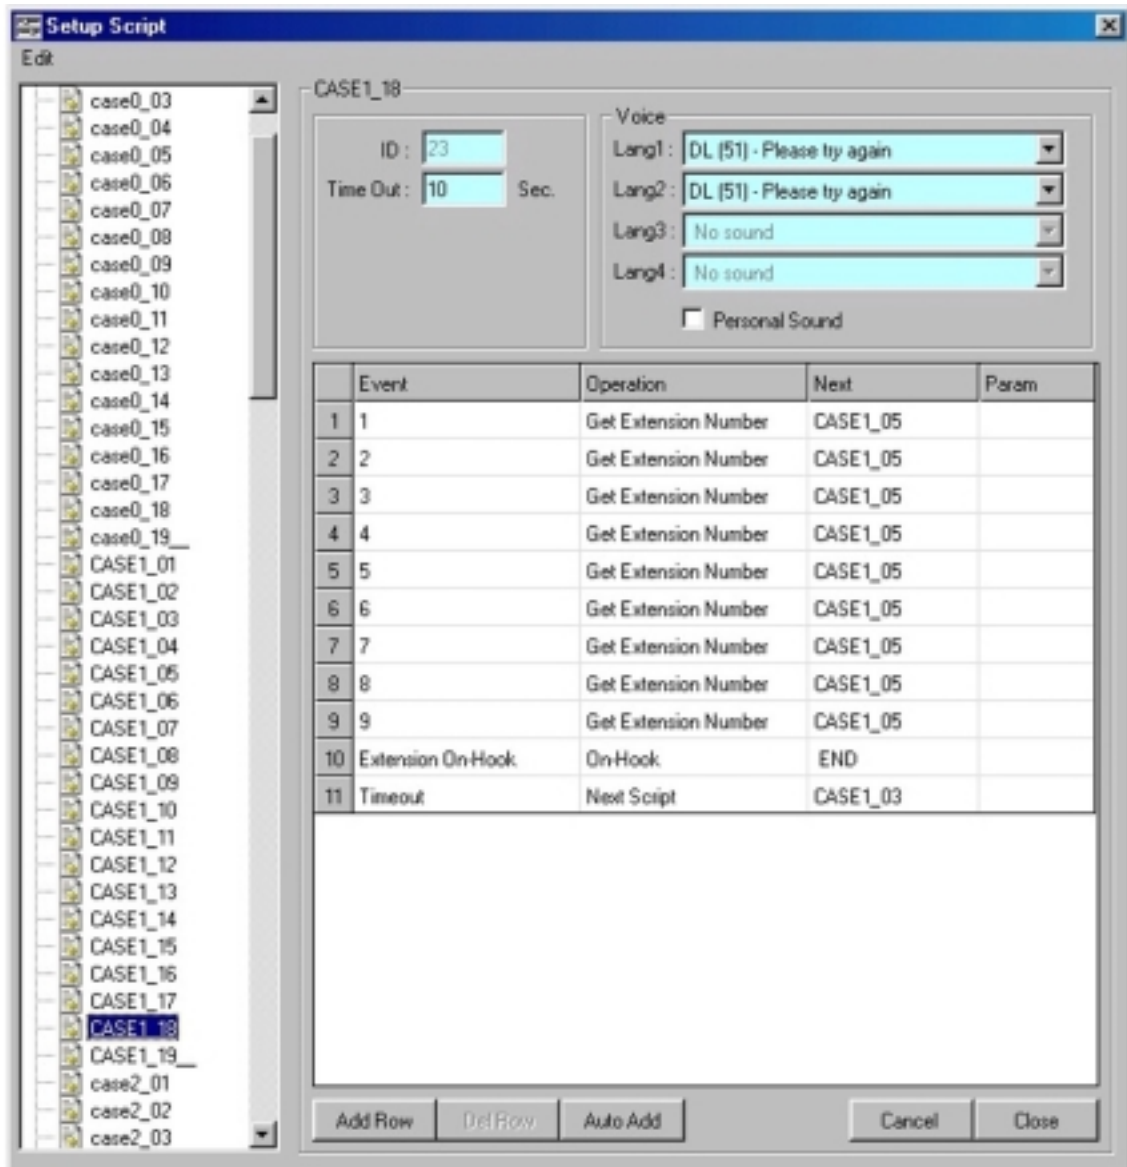 Setup Script
Edit
case0_03
case0_04
case0_05
case0_06
case0_07
case0_08
case0_09
case0_10
case0_11
case0_12
case0_13
case0_14
case0_15
case0_16
case0_17
case0_18
case0_19__
CASE1_01
CASE1_02
CASE1_03
CASE1_04
CASE1_05
CASE1_06
CASE1_07
CASE1_08
CASE1_09
CASE1_10
CASE1_11
CASE1_12
CASE1_13
CASE1_14
CASE1_15
CASE1_16
CASE1_17
CASE1_18
CASE1_19__
case2_01
case2_02
case2_03
CASE1_18
ID : 23
Time Out : 10 Sec.
Voice
Lang1 : DL (51) - Please try again
Lang2 : DL (51) - Please try again
Lang3 : No sound
Lang4 : No sound
Personal Sound
Event Operation Next Param
1 1 Get Extension Number CASE1_05
2 2 Get Extension Number CASE1_05
3 3 Get Extension Number CASE1_05
4 4 Get Extension Number CASE1_05
5 5 Get Extension Number CASE1_05
6 6 Get Extension Number CASE1_05
7 7 Get Extension Number CASE1_05
8 8 Get Extension Number CASE1_05
9 9 Get Extension Number CASE1_05
10 Extension On-Hook On-Hook END
11 Timeout Next Script CASE1_03
Add Row Del Row Auto Add Cancel Close